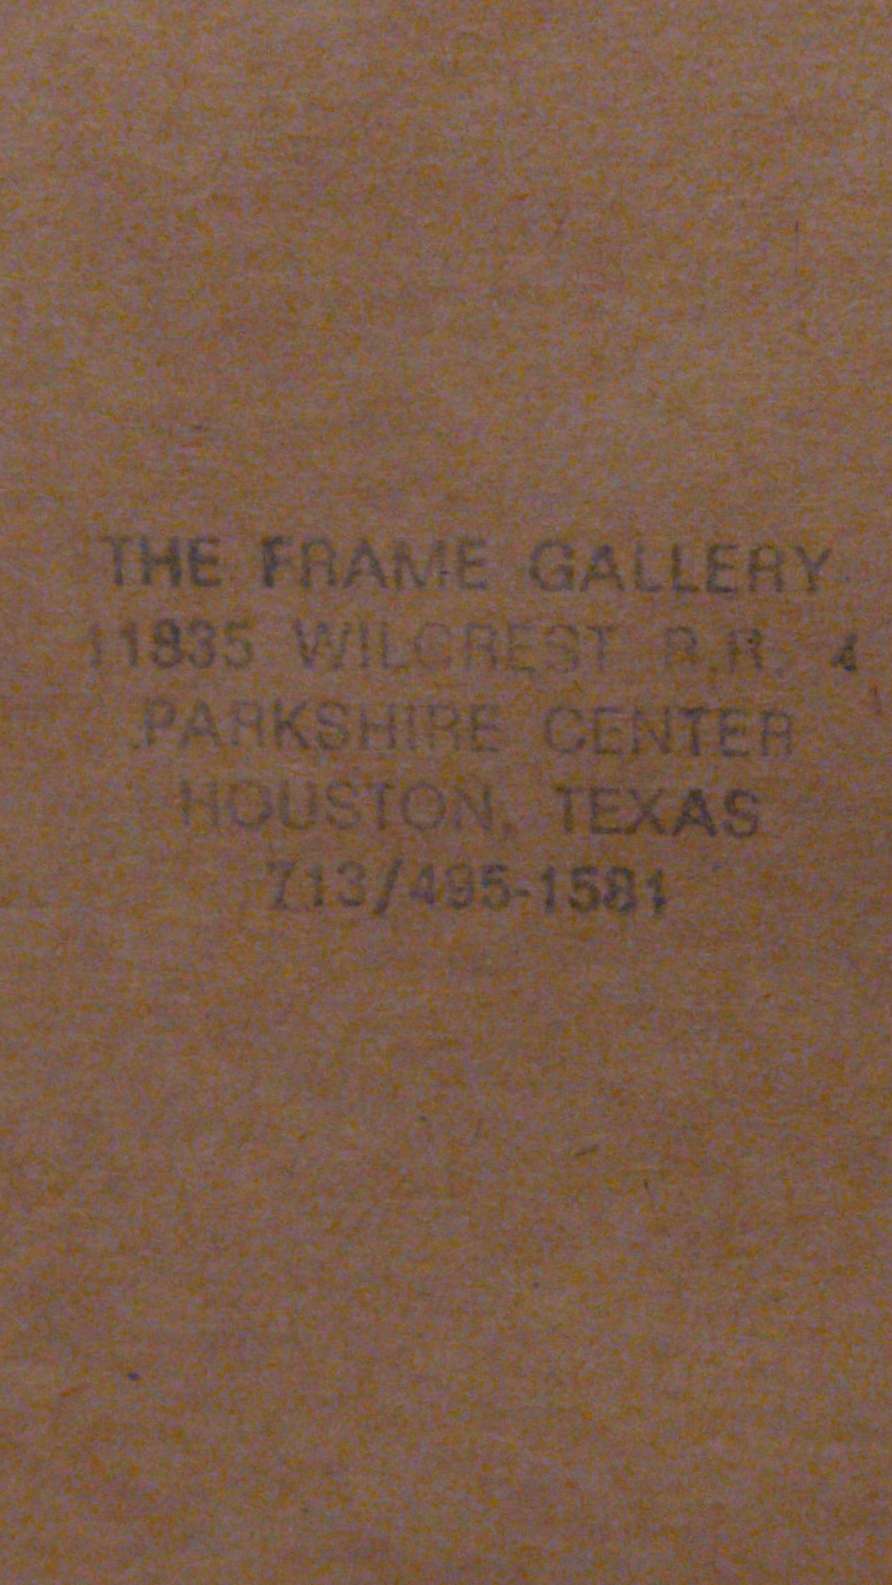 THE FRAME GALLERY
11835 WILCREST R.R. 4
PARKSHIRE CENTER
HOUSTON, TEXAS
713/495-1581